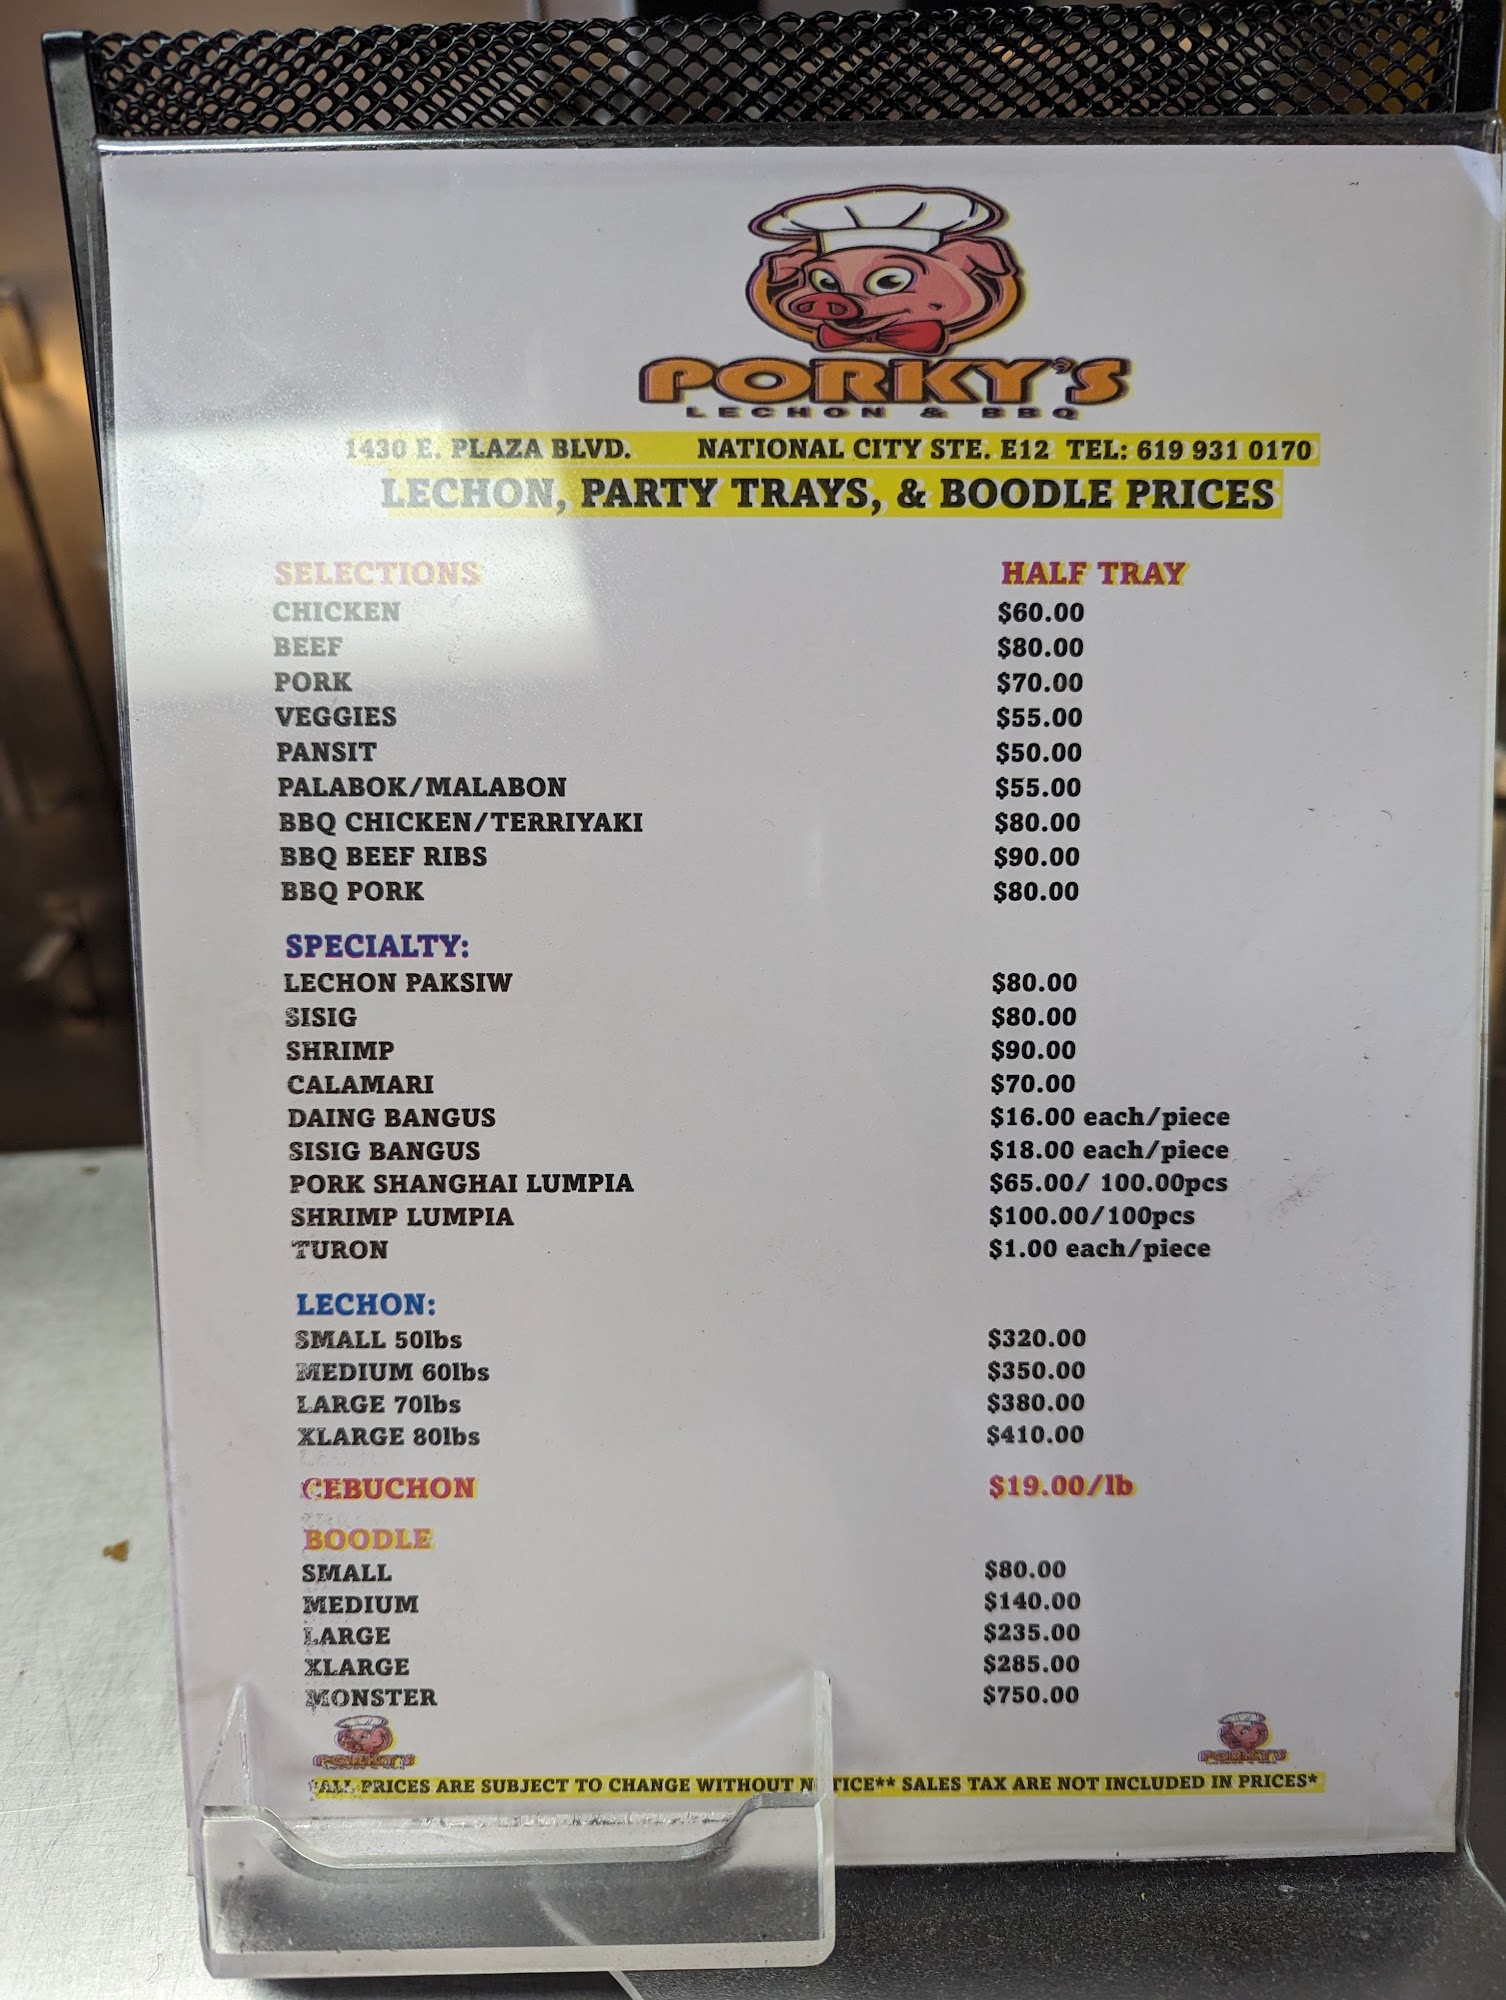 PORKY'S
LECHON & BBQ
1430 E. PLAZA BLVD. NATIONAL CITY STE. E12 TEL: 619 931 0170
LECHON, PARTY TRAYS, & BOODLE PRICES
SELECTIONS HALF TRAY
CHICKEN $60.00
BEEF $80.00
PORK $70.00
VEGGIES $55.00
PANSIT $50.00
PALABOK/MALABON $55.00
BBQ CHICKEN/TERRIYAKI $80.00
BBQ BEEF RIBS $90.00
BBQ PORK $80.00
SPECIALTY:
LECHON PAKSIW $80.00
SISIG $80.00
SHRIMP $90.00
CALAMARI $70.00
DAING BANGUS $16.00 each/piece
SISIG BANGUS $18.00 each/piece
PORK SHANGHAI LUMPIA $65.00/ 100.00pcs
SHRIMP LUMPIA $100.00/100pcs
TURON $1.00 each/piece
LECHON:
SMALL 50lbs $320.00
MEDIUM 60lbs $350.00
LARGE 70lbs $380.00
XLARGE 80lbs $410.00
CEBUCHON $19.00/lb
BOODLE
SMALL $80.00
MEDIUM $140.00
LARGE $235.00
XLARGE $285.00
MONSTER $750.00
PORKY'S PORKY'S
*ALL PRICES ARE SUBJECT TO CHANGE WITHOUT NOTICE** SALES TAX ARE NOT INCLUDED IN PRICES*